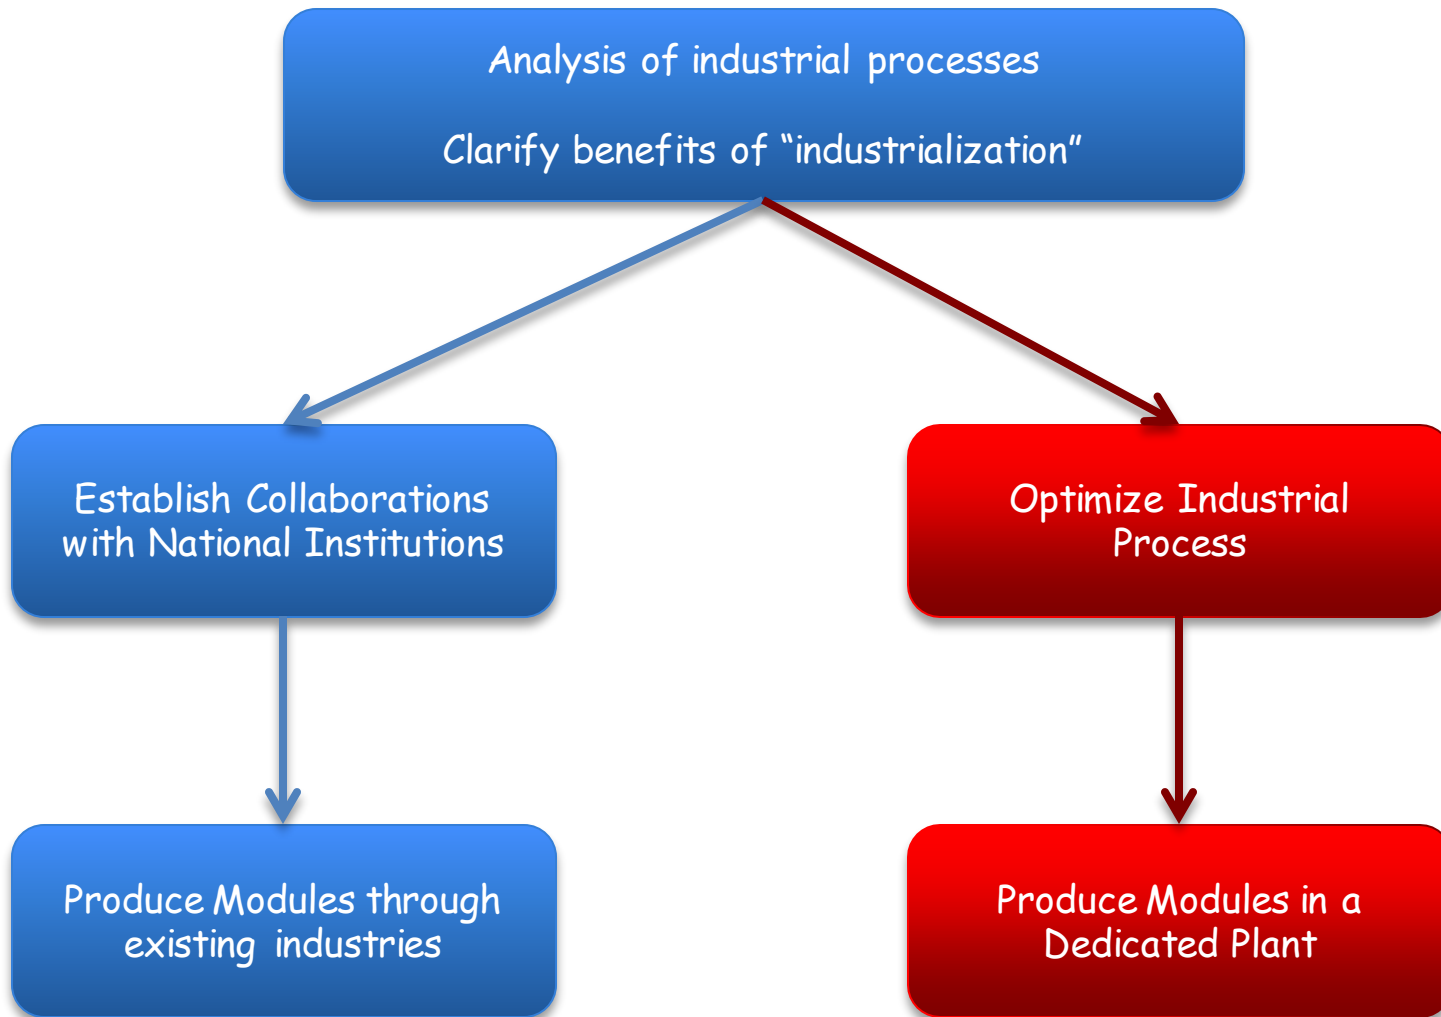 Analysis of industrial processes
Clarify benefits of “industrialization”
Establish Collaborations
with National Institutions
Optimize Industrial
Process
Produce Modules through
existing industries
Produce Modules in a
Dedicated Plant